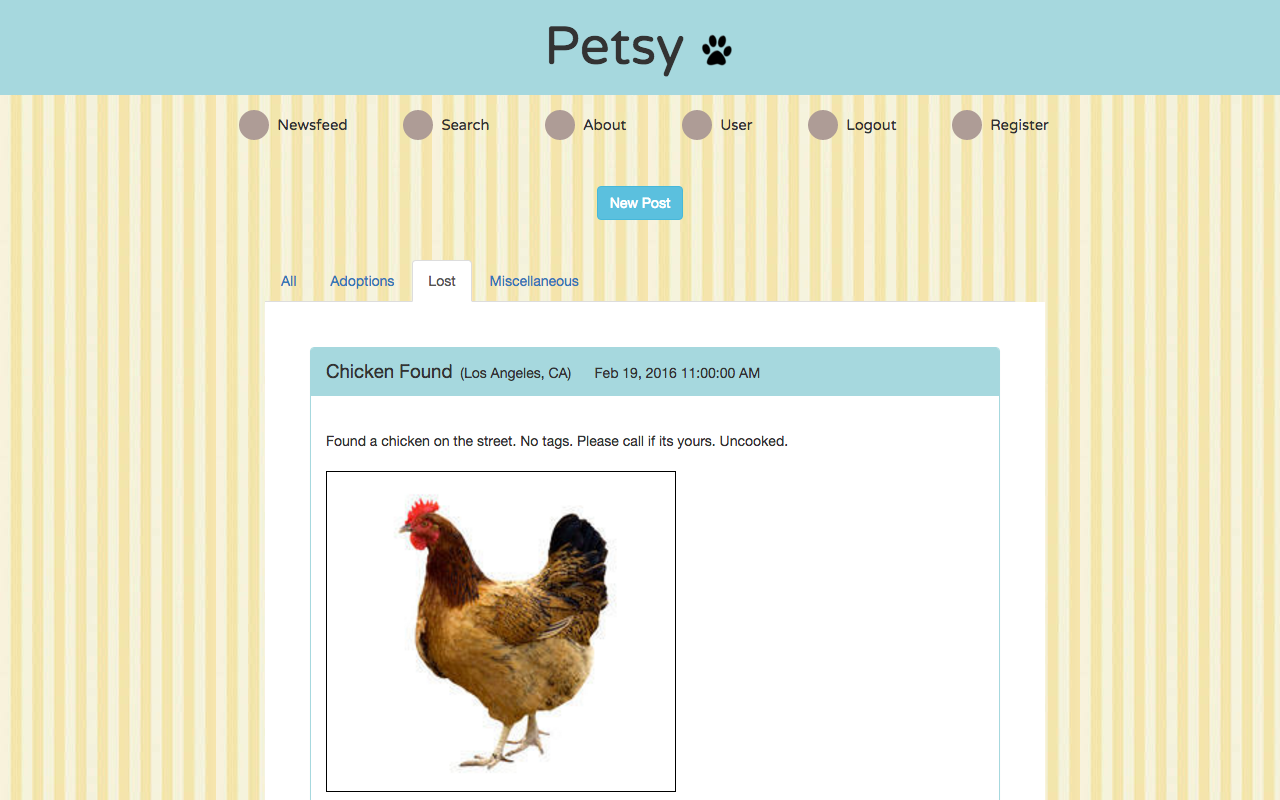 Petsy
Newsfeed Search About User Logout Register
New Post
All Adoptions Lost Miscellaneous
Chicken Found (Los Angeles, CA) Feb 19, 2016 11:00:00 AM
Found a chicken on the street. No tags. Please call if its yours. Uncooked.